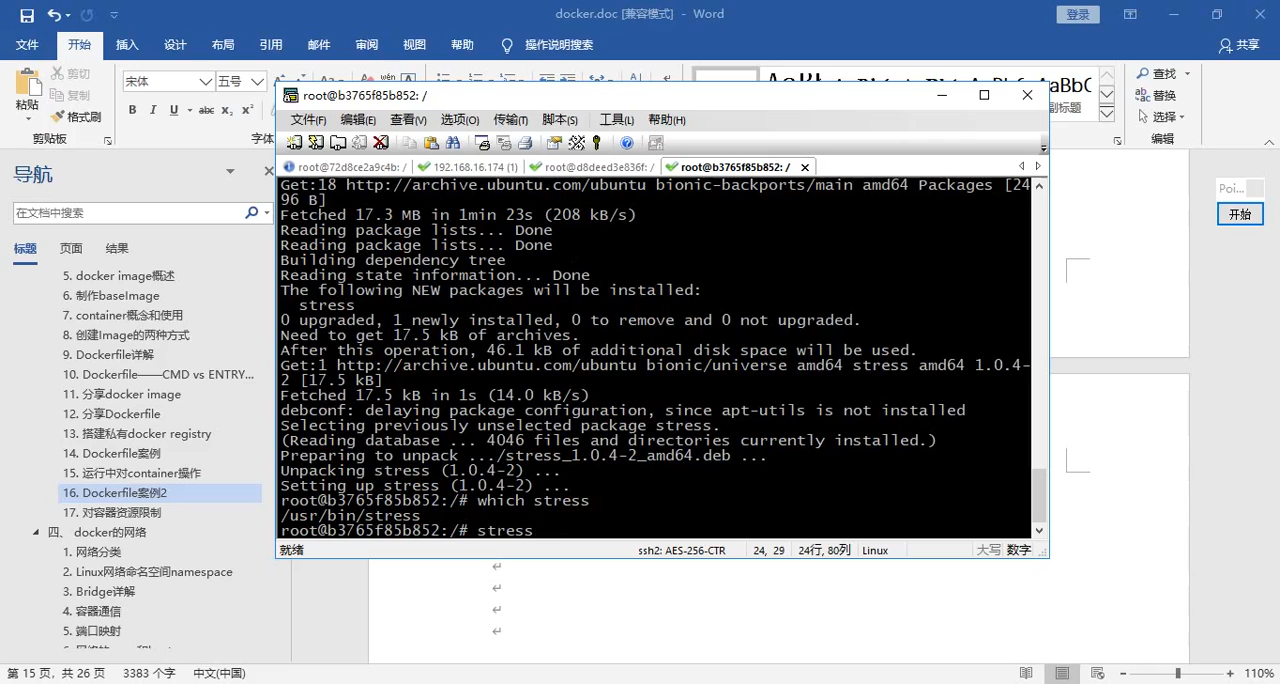 docker.doc [兼容模式] - Word
登录
文件
开始
插入
设计
布局
引用
邮件
审阅
视图
帮助
操作说明搜索
共享
粘贴
剪切
复制
格式刷
剪贴板
宋体
五号
B I U abc x₂ x²
字体
副标题
查找
替换
选择
编辑
导航
在文档中搜索
标题
页面
结果
5. docker image概述
6. 制作baseImage
7. container概念和使用
8. 创建Image的两种方式
9. Dockerfile详解
10. Dockerfile——CMD vs ENTRY...
11. 分享docker image
12. 分享Dockerfile
13. 搭建私有docker registry
14. Dockerfile案例
15. 运行中对container操作
16. Dockerfile案例2
17. 对容器资源限制
四、 docker的网络
1. 网络分类
2. Linux网络命名空间namespace
3. Bridge详解
4. 容器通信
5. 端口映射
root@b3765f85b852: /
文件(F)
编辑(E)
查看(V)
选项(O)
传输(T)
脚本(S)
工具(L)
帮助(H)
root@72d8ce2a9c4b: /
192.168.16.174 (1)
root@d8deed3e836f: /
root@b3765f85b852: /
Get:18 http://archive.ubuntu.com/ubuntu bionic-backports/main amd64 Packages [24
96 B]
Fetched 17.3 MB in 1min 23s (208 kB/s)
Reading package lists... Done
Reading package lists... Done
Building dependency tree
Reading state information... Done
The following NEW packages will be installed:
stress
0 upgraded, 1 newly installed, 0 to remove and 0 not upgraded.
Need to get 17.5 kB of archives.
After this operation, 46.1 kB of additional disk space will be used.
Get:1 http://archive.ubuntu.com/ubuntu bionic/universe amd64 stress amd64 1.0.4-
2 [17.5 kB]
Fetched 17.5 kB in 1s (14.0 kB/s)
debconf: delaying package configuration, since apt-utils is not installed
Selecting previously unselected package stress.
(Reading database ... 4046 files and directories currently installed.)
Preparing to unpack .../stress_1.0.4-2_amd64.deb ...
Unpacking stress (1.0.4-2) ...
Setting up stress (1.0.4-2) ...
root@b3765f85b852:/# which stress
/usr/bin/stress
root@b3765f85b852:/# stress
就绪
ssh2: AES-256-CTR
24, 29
24行, 80列
Linux
大写
数字
Poi...
开始
第 15 页，共 26 页
3383 个字
中文(中国)
110%